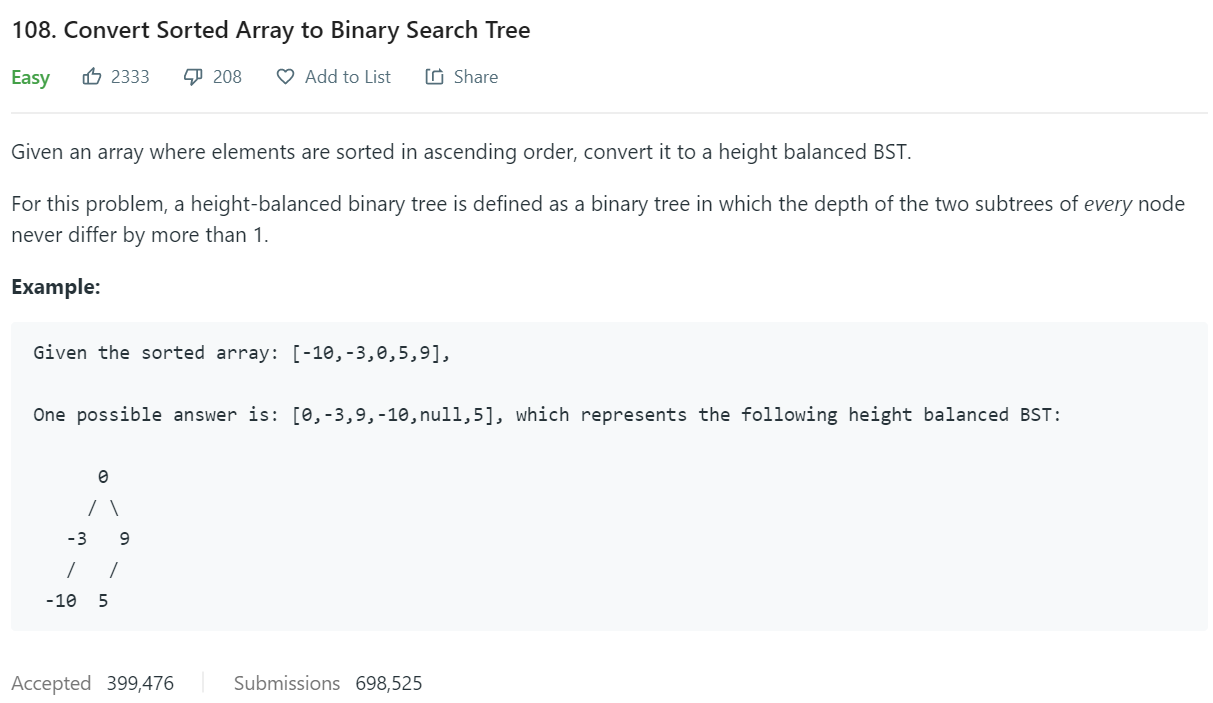 108. Convert Sorted Array to Binary Search Tree
Easy 2333 208 Add to List Share
Given an array where elements are sorted in ascending order, convert it to a height balanced BST.
For this problem, a height-balanced binary tree is defined as a binary tree in which the depth of the two subtrees of every node
never differ by more than 1.
Example:
Given the sorted array: [-10,-3,0,5,9],
One possible answer is: [0,-3,9,-10,null,5], which represents the following height balanced BST:
      0
     / \
   -3   9
   /   /
 -10  5
Accepted 399,476 Submissions 698,525